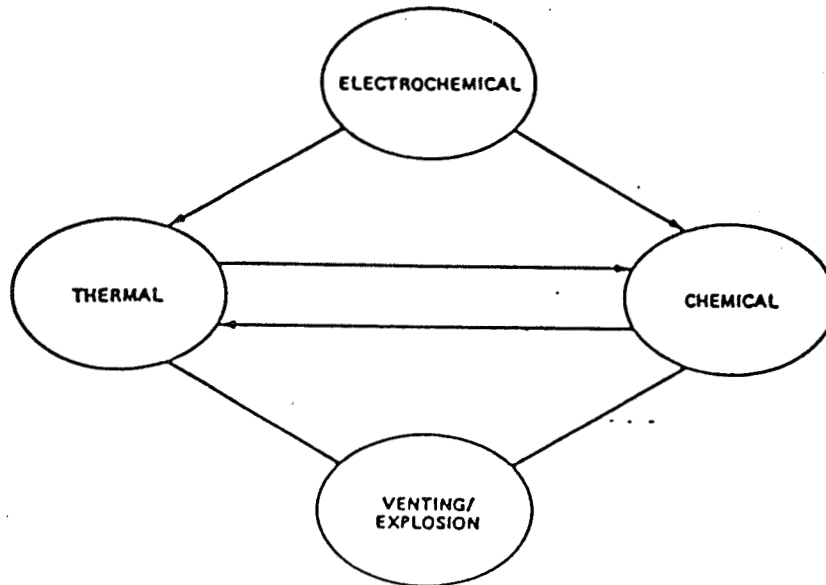 ELECTROCHEMICAL
THERMAL
CHEMICAL
VENTING/
EXPLOSION